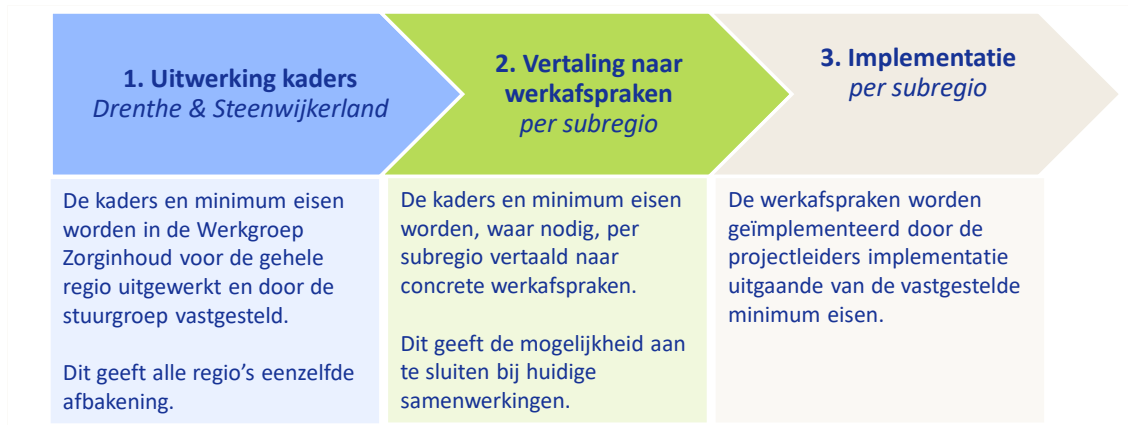 1. Uitwerking kaders
Drenthe & Steenwijkerland
De kaders en minimum eisen
worden in de Werkgroep
Zorginhoud voor de gehele
regio uitgewerkt en door de
stuurgroep vastgesteld.
Dit geeft alle regio’s eenzelfde
afbakening.
2. Vertaling naar
werkafspraken
per subregio
De kaders en minimum eisen
worden, waar nodig, per
subregio vertaald naar
concrete werkafspraken.
Dit geeft de mogelijkheid aan
te sluiten bij huidige
samenwerkingen.
3. Implementatie
per subregio
De werkafspraken worden
geïmplementeerd door de
projectleiders implementatie
uitgaande van de vastgestelde
minimum eisen.